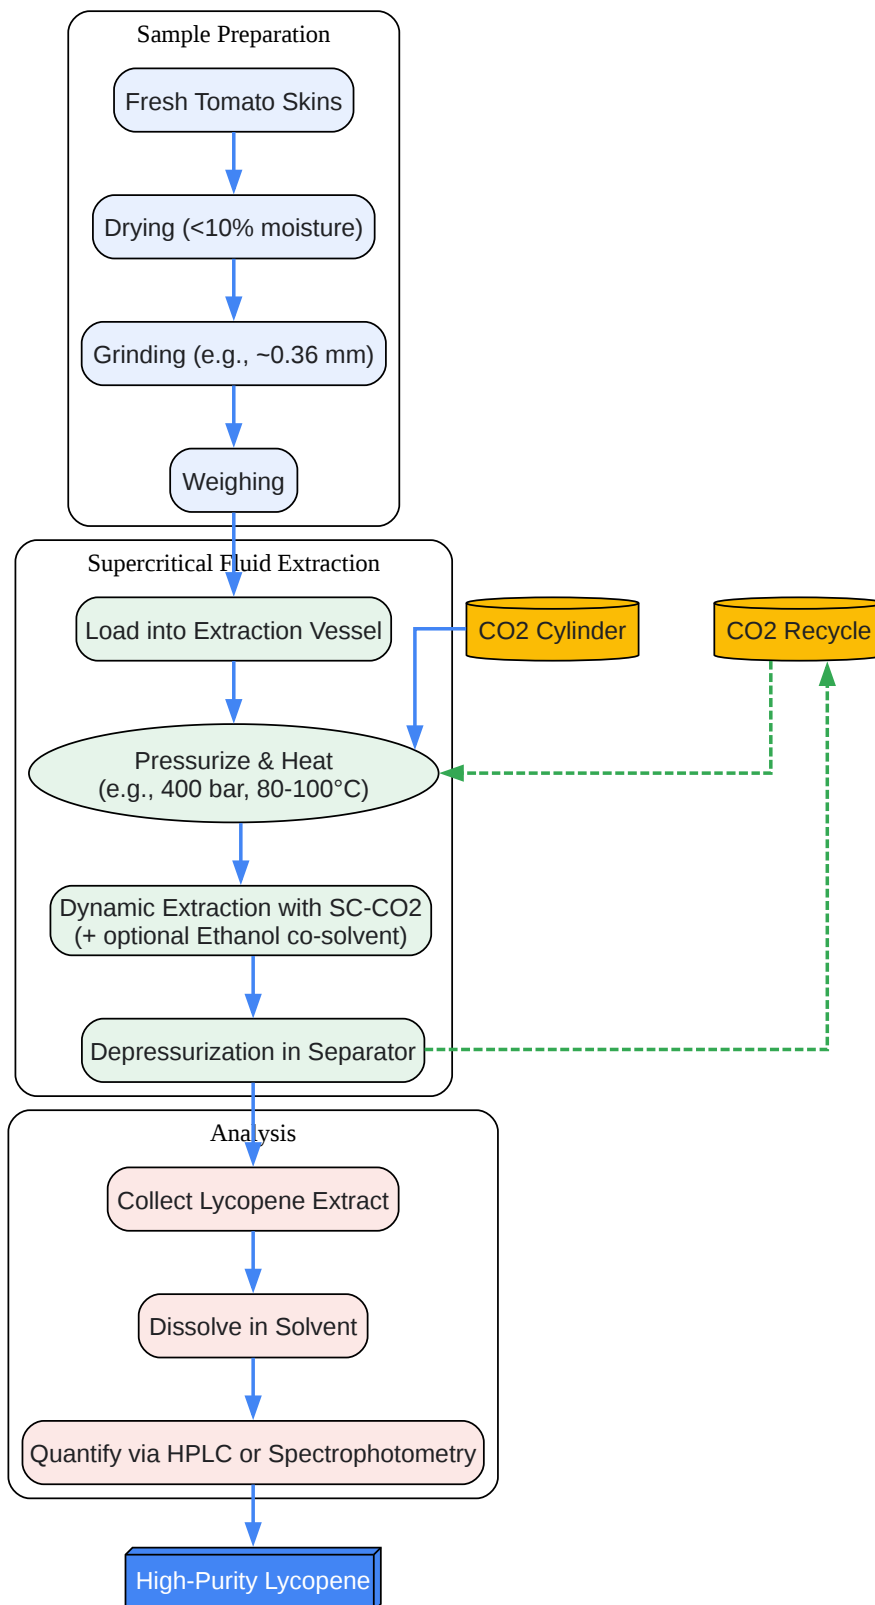 Sample Preparation
Fresh Tomato Skins
Drying (<10% moisture)
Grinding (e.g., ~0.36 mm)
Weighing
Supercritical Fluid Extraction
Load into Extraction Vessel
CO2 Cylinder
CO2 Recycle
Pressurize & Heat
(e.g., 400 bar, 80-100°C)
Dynamic Extraction with SC-CO2
(+ optional Ethanol co-solvent)
Depressurization in Separator
Analysis
Collect Lycopene Extract
Dissolve in Solvent
Quantify via HPLC or Spectrophotometry
High-Purity Lycopene